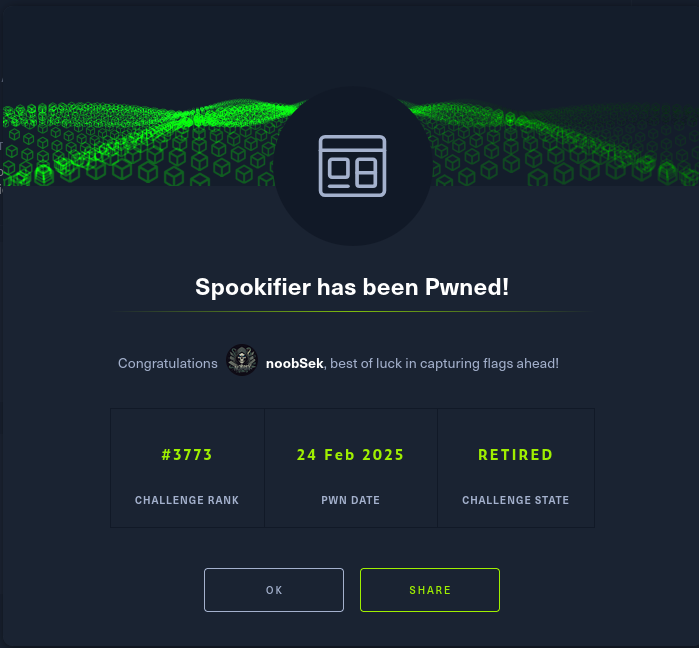 Spookifier has been Pwned!
Congratulations noobSek, best of luck in capturing flags ahead!
#3773 24 Feb 2025 RETIRED
CHALLENGE RANK PWN DATE CHALLENGE STATE
OK SHARE